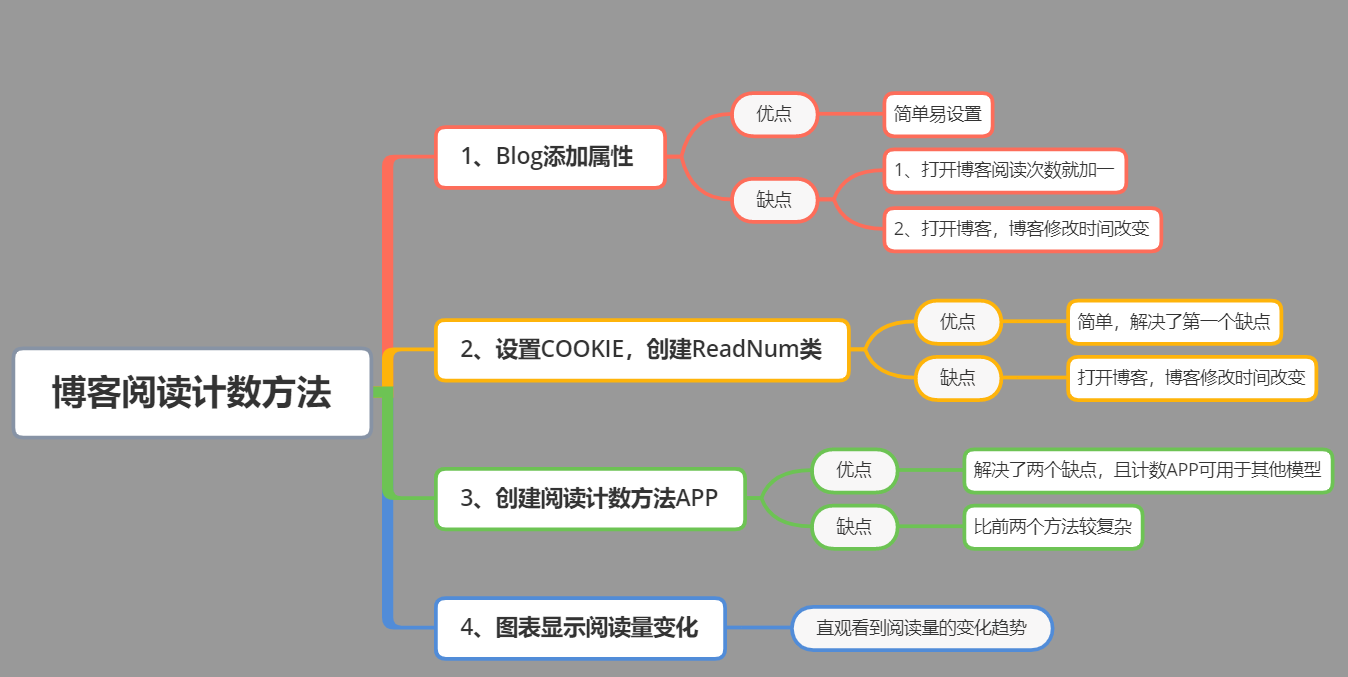 博客阅读计数方法
1、Blog添加属性
优点
简单易设置
缺点
1、打开博客阅读次数就加一
2、打开博客，博客修改时间改变
2、设置COOKIE，创建ReadNum类
优点
简单，解决了第一个缺点
缺点
打开博客，博客修改时间改变
3、创建阅读计数方法APP
优点
解决了两个缺点，且计数APP可用于其他模型
缺点
比前两个方法较复杂
4、图表显示阅读量变化
直观看到阅读量的变化趋势